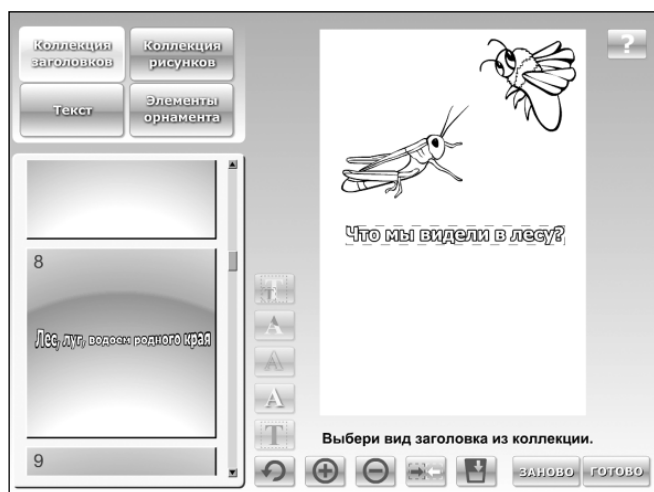 Коллекция
заголовков
Коллекция
рисунков
Текст
Элементы
орнамента
8
Лес, луг, водоем родного края
9
?
Что мы видели в лесу?
T
A
A
A
T
Выбери вид заголовка из коллекции.
ЗАНОВО
ГОТОВО